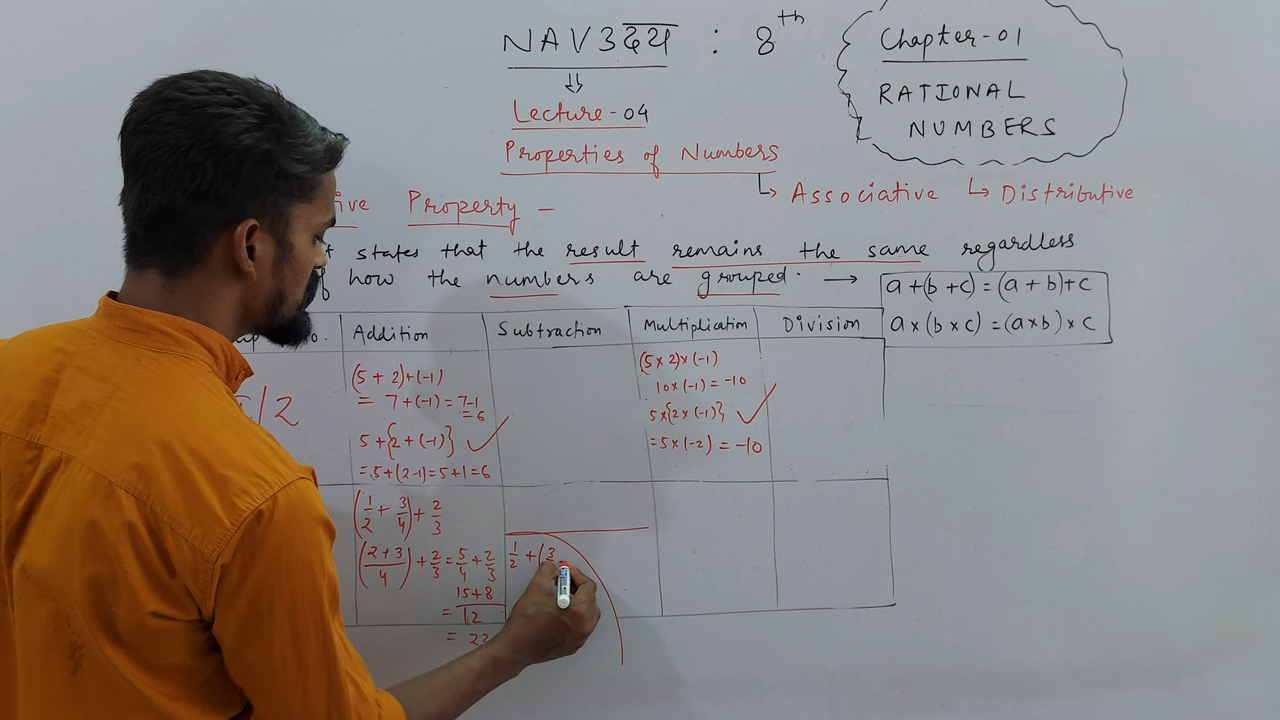 NAV3दय : 8th
Chapter-01
RATIONAL
NUMBERS
⇓
Lecture-04
Properties of Numbers
↳ Associative ↳ Distributive
ive Property -
states that the result remains the same regardless
f how the numbers are grouped. →
a+(b+c)=(a+b)+c
a×(b×c)=(a×b)×c
Addition Subtraction Multiplication Division
(5+2)+(-1)
= 7+(-1) = 7-1
=6
5+{2+(-1)} ✓
=5+(2-1)=5+1=6
(5×2)×(-1)
10×(-1)=-10
5×{2×(-1)} ✓
=5×(-2)=-10
(1/2+3/4)+2/3
((2+3)/4)+2/3=5/4+2/3
=(15+8)/12
1/2+(3